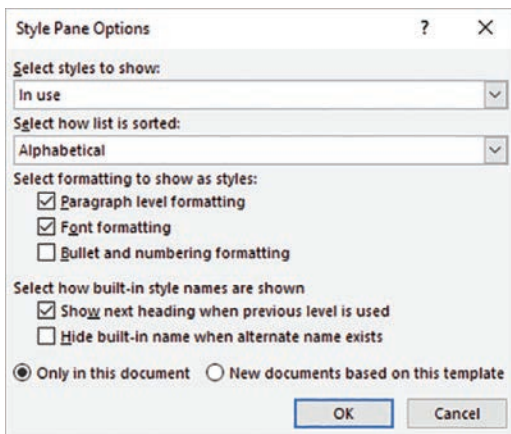 Style Pane Options ? ×
Select styles to show:
In use
Select how list is sorted:
Alphabetical
Select formatting to show as styles:
Paragraph level formatting
Font formatting
Bullet and numbering formatting
Select how built-in style names are shown
Show next heading when previous level is used
Hide built-in name when alternate name exists
Only in this document New documents based on this template
OK Cancel